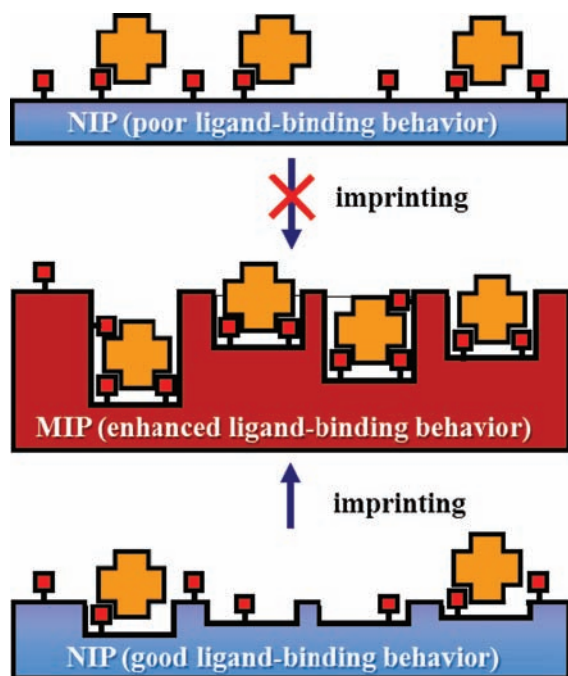 NIP (poor ligand-binding behavior)
imprinting
MIP (enhanced ligand-binding behavior)
imprinting
NIP (good ligand-binding behavior)